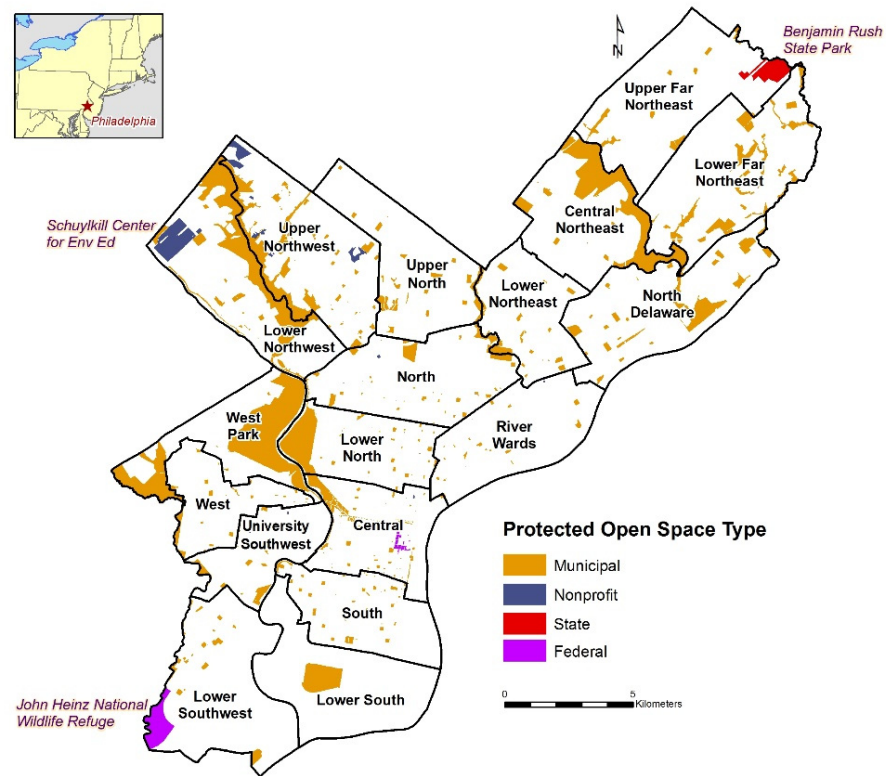 Philadelphia
N
Benjamin Rush
State Park
Upper Far
Northeast
Lower Far
Northeast
Central
Northeast
Schuylkill Center
for Env Ed
Upper
Northwest
Upper
North
Lower
Northeast
North
Delaware
Lower
Northwest
North
West
Park
Lower
North
River
Wards
West
University
Southwest
Central
South
Lower
Southwest
Lower South
John Heinz National
Wildlife Refuge
Protected Open Space Type
Municipal
Nonprofit
State
Federal
0 5
Kilometers